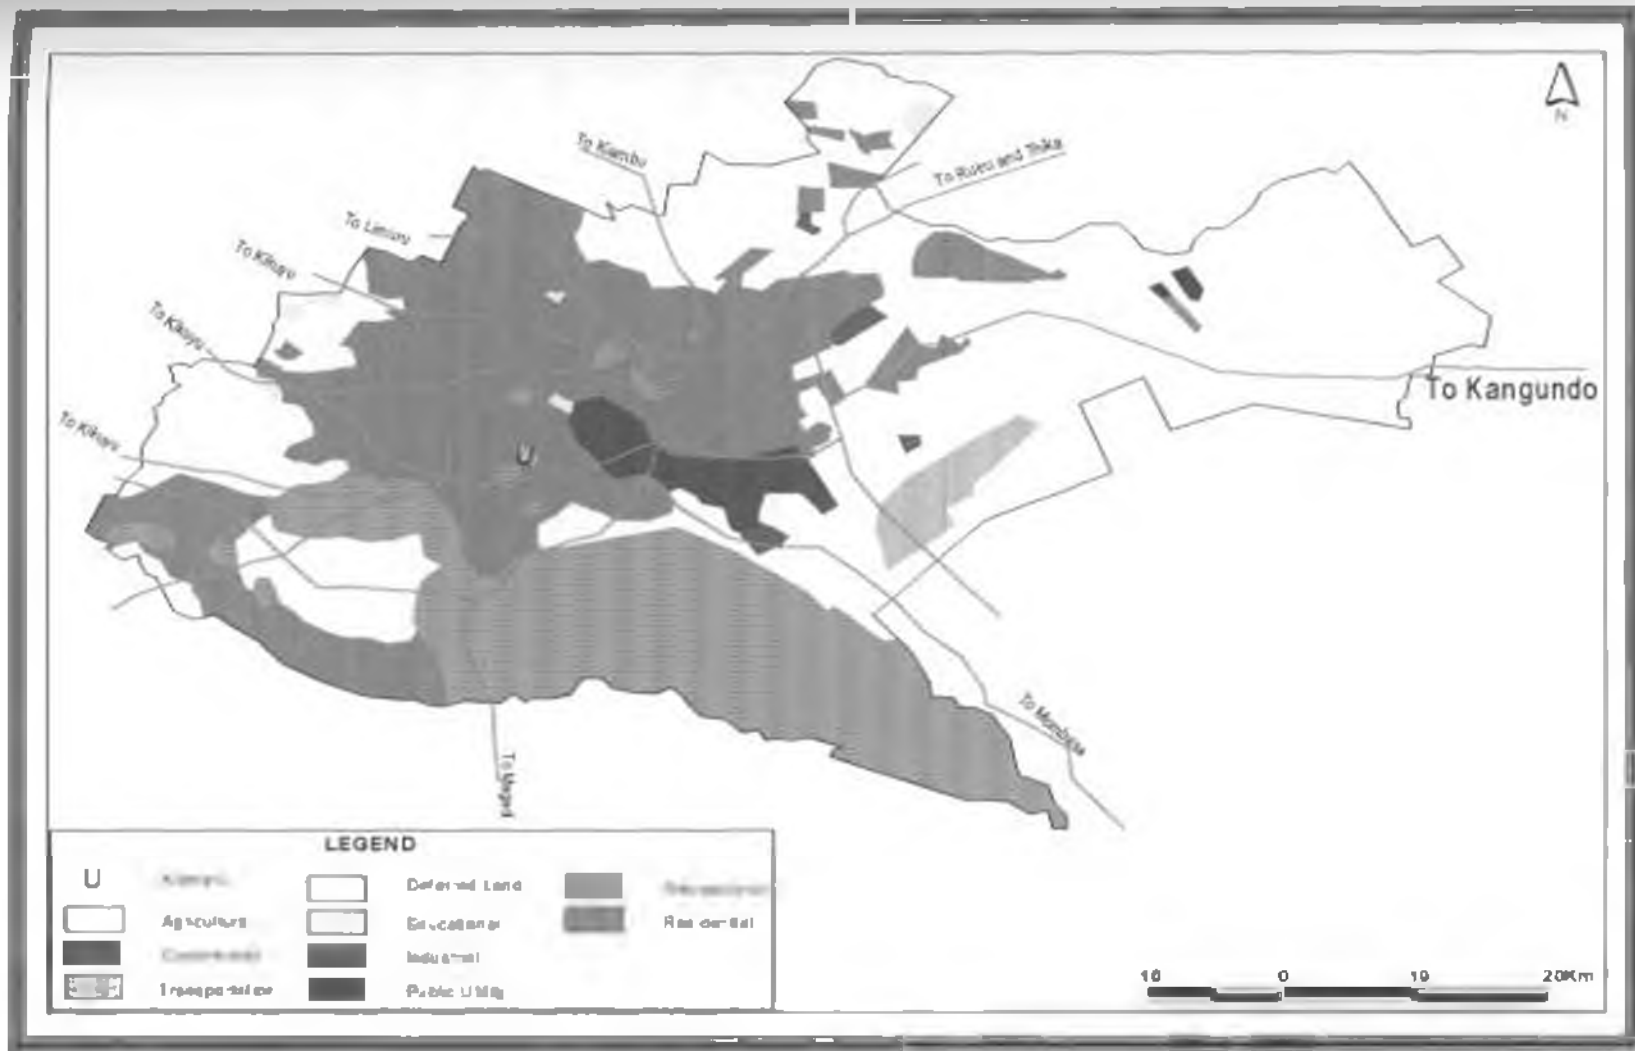 N
To Kiambu
To Ruiru and Thika
To Limuru
To Kikuyu
To Kikuyu
To Kikuyu
To Kangundo
U
To Mombasa
To Magadi
LEGEND
U
Deferred Land
Agriculture
Educational
Residential
Commercial
Industrial
Transportation
Public Utility
10 0 10 20Km